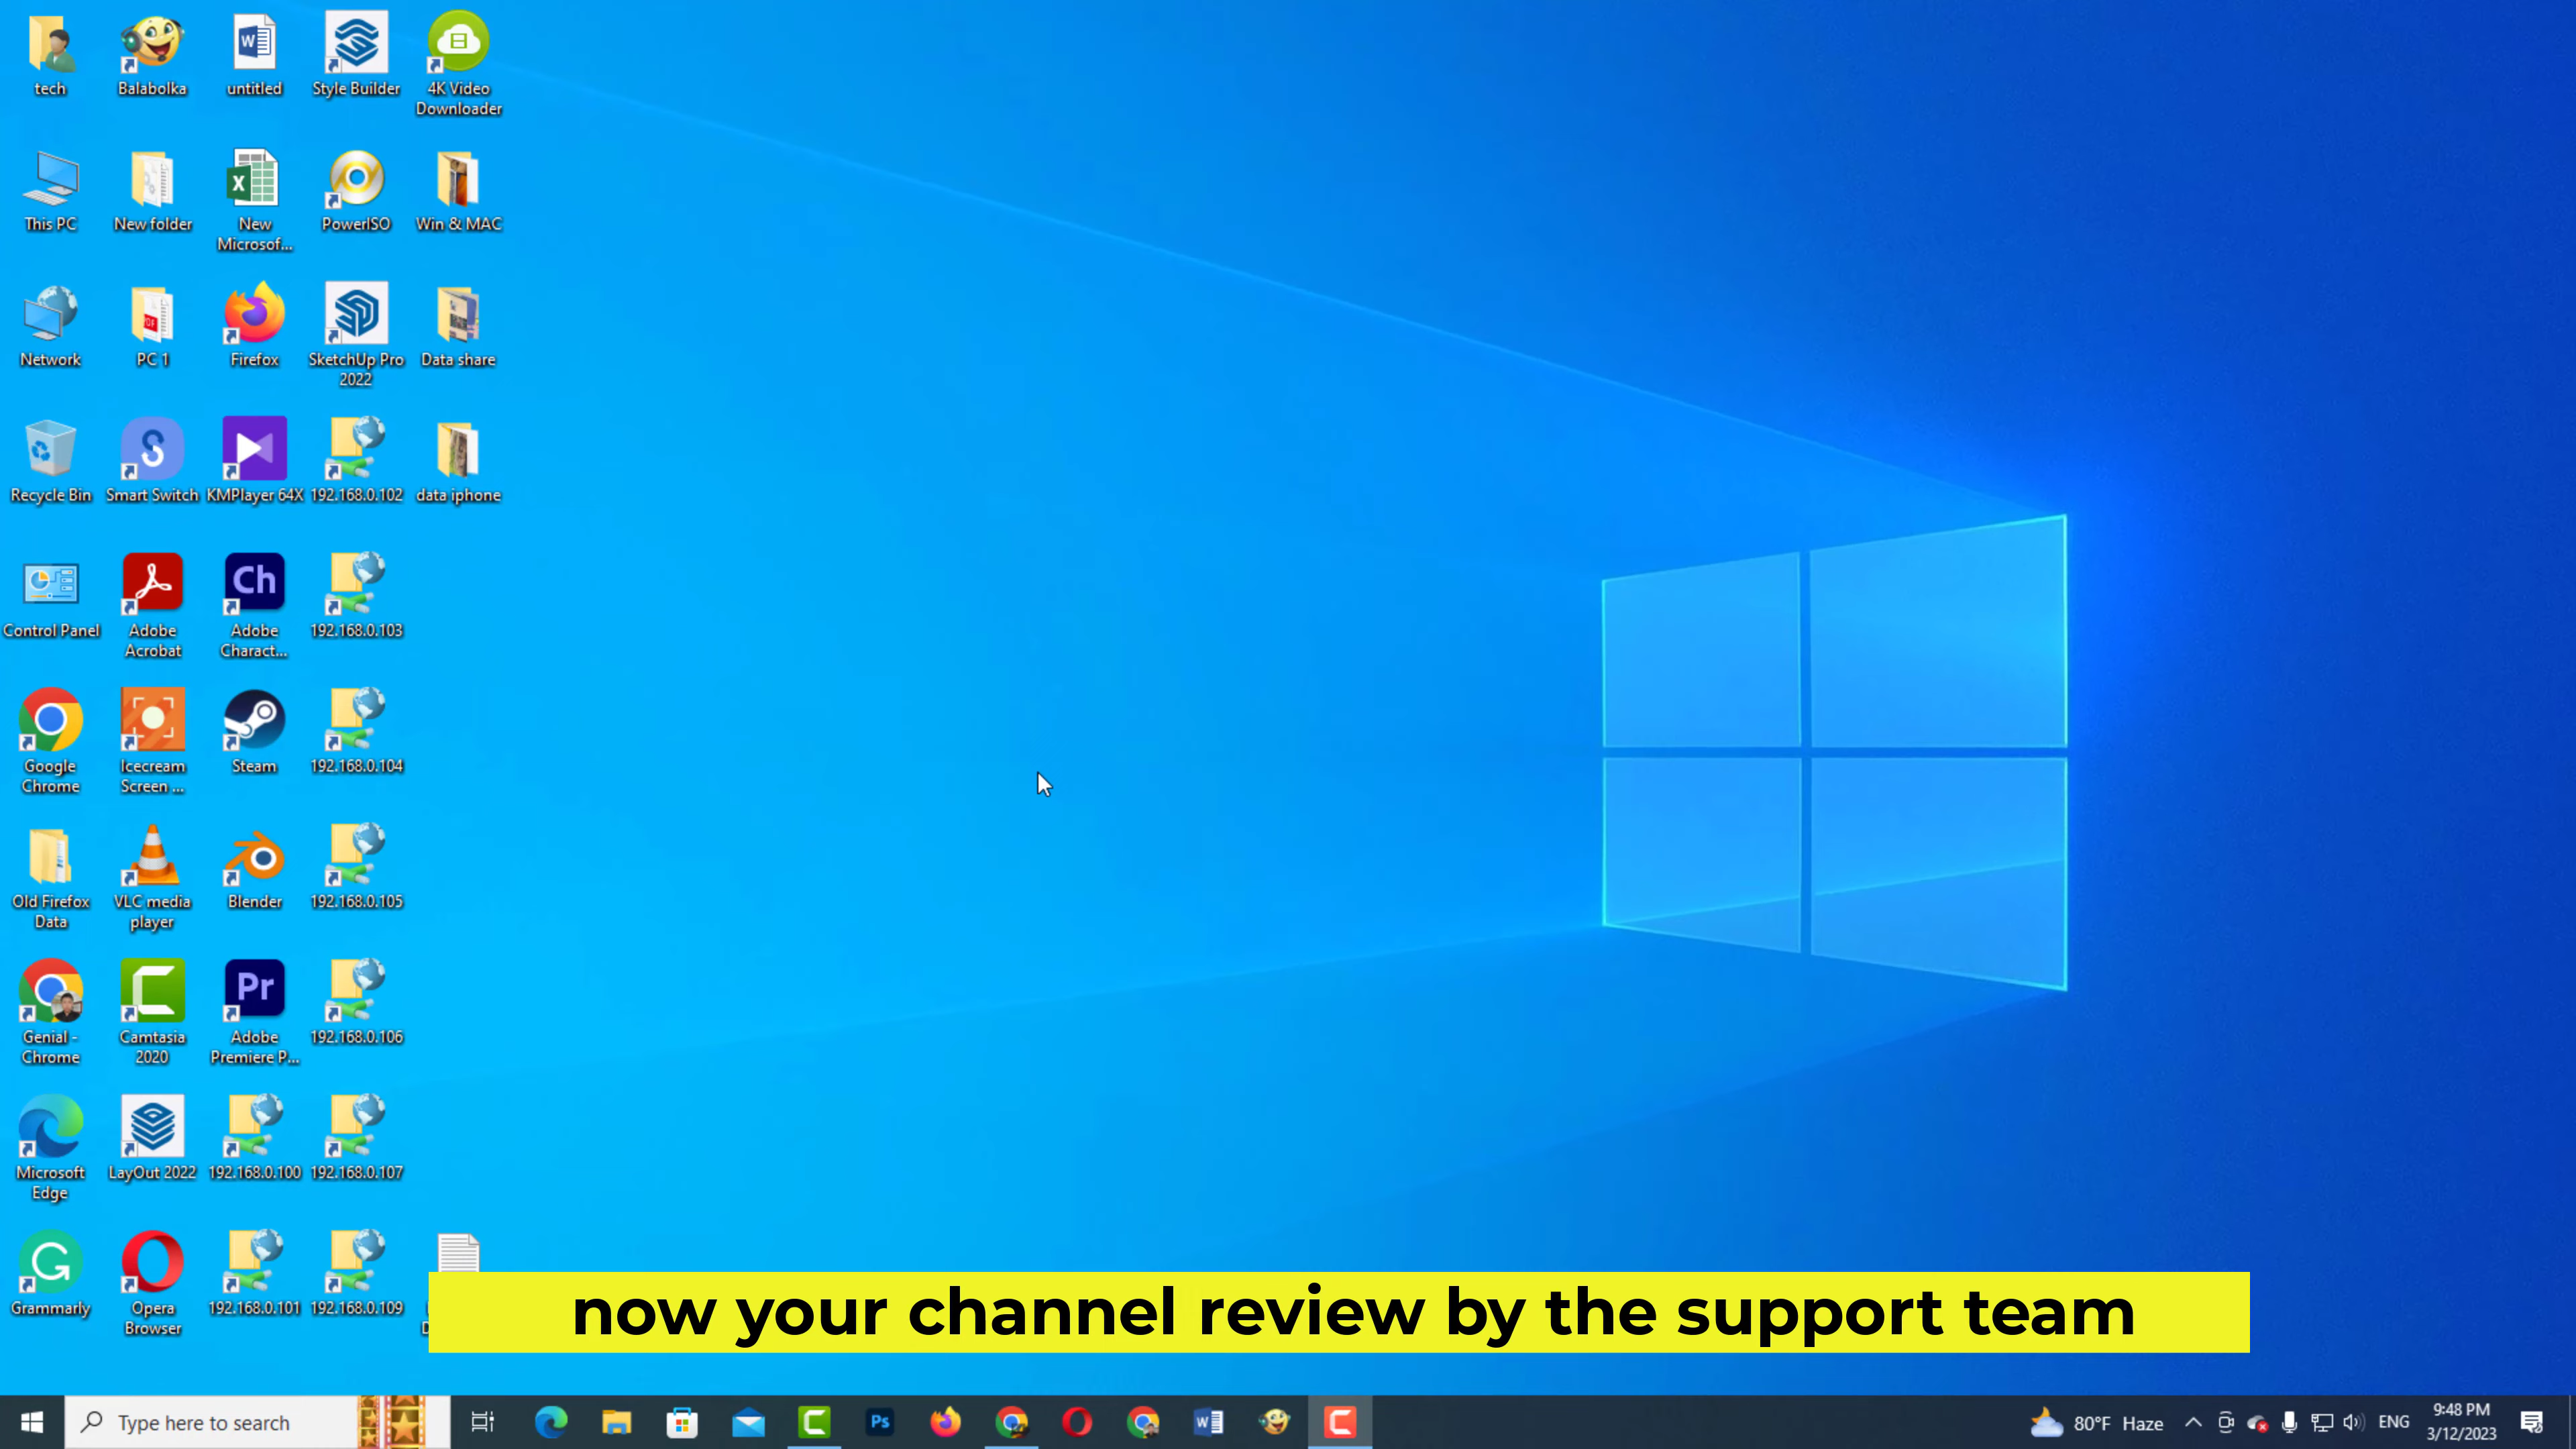 tech
Balabolka
untitled
Style Builder
4K Video
Downloader
This PC
New folder
New
Microsof...
PowerISO
Win & MAC
Network
PC 1
Firefox
SketchUp Pro
2022
Data share
Recycle Bin
Smart Switch
KMPlayer 64X
192.168.0.102
data iphone
Control Panel
Adobe
Acrobat
Ch
Adobe
Charact...
192.168.0.103
Google
Chrome
Icecream
Screen ...
Steam
192.168.0.104
Old Firefox
Data
VLC media
player
Blender
192.168.0.105
Genial -
Chrome
Camtasia
2020
Pr
Adobe
Premiere P...
192.168.0.106
Microsoft
Edge
LayOut 2022
192.168.0.100
192.168.0.107
Grammarly
Opera
Browser
192.168.0.101
192.168.0.109
now your channel review by the support team
Type here to search
Ps
80°F Haze
ENG
9:48 PM
3/12/2023